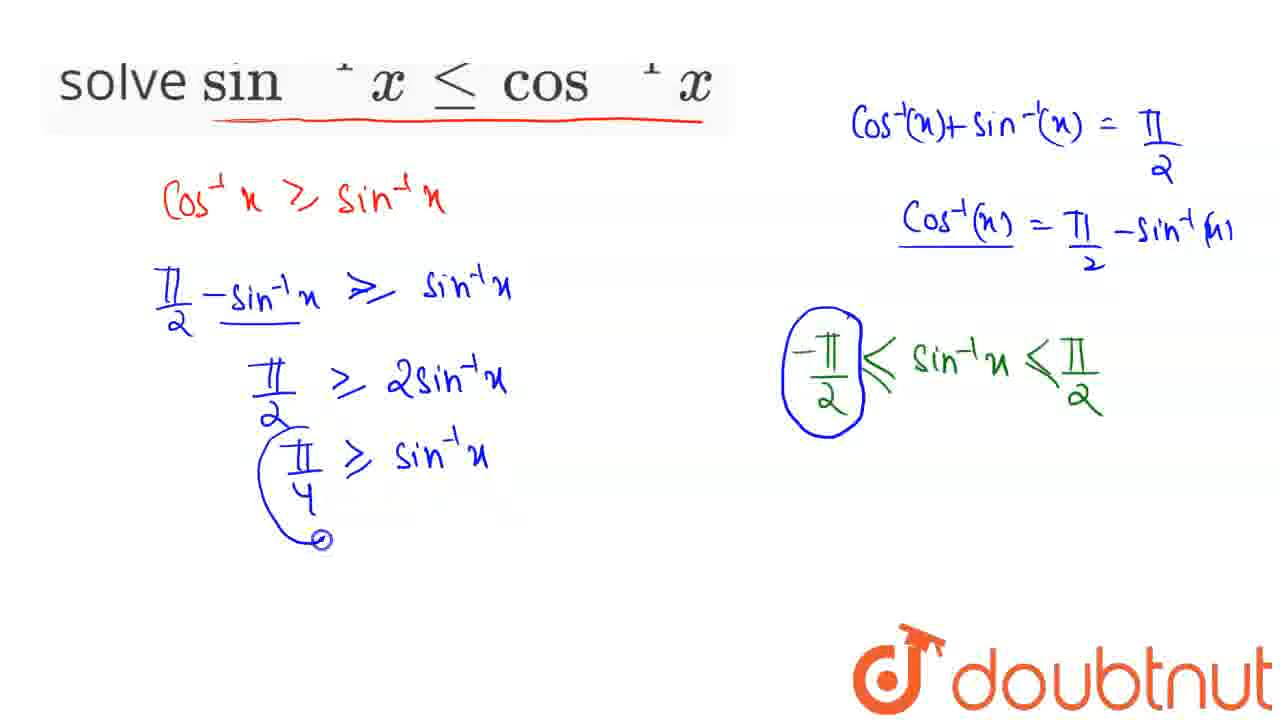 solve sin⁻¹ x ≤ cos⁻¹ x
Cos⁻¹ x ≥ sin⁻¹ x
π/2 − sin⁻¹ x ≥ sin⁻¹ x
π/2 ≥ 2sin⁻¹ x
π/4 ≥ sin⁻¹ x
Cos⁻¹(x) + sin⁻¹(x) = π/2
Cos⁻¹(x) = π/2 − sin⁻¹(x)
−π/2 ≤ sin⁻¹ x ≤ π/2
doubtnut